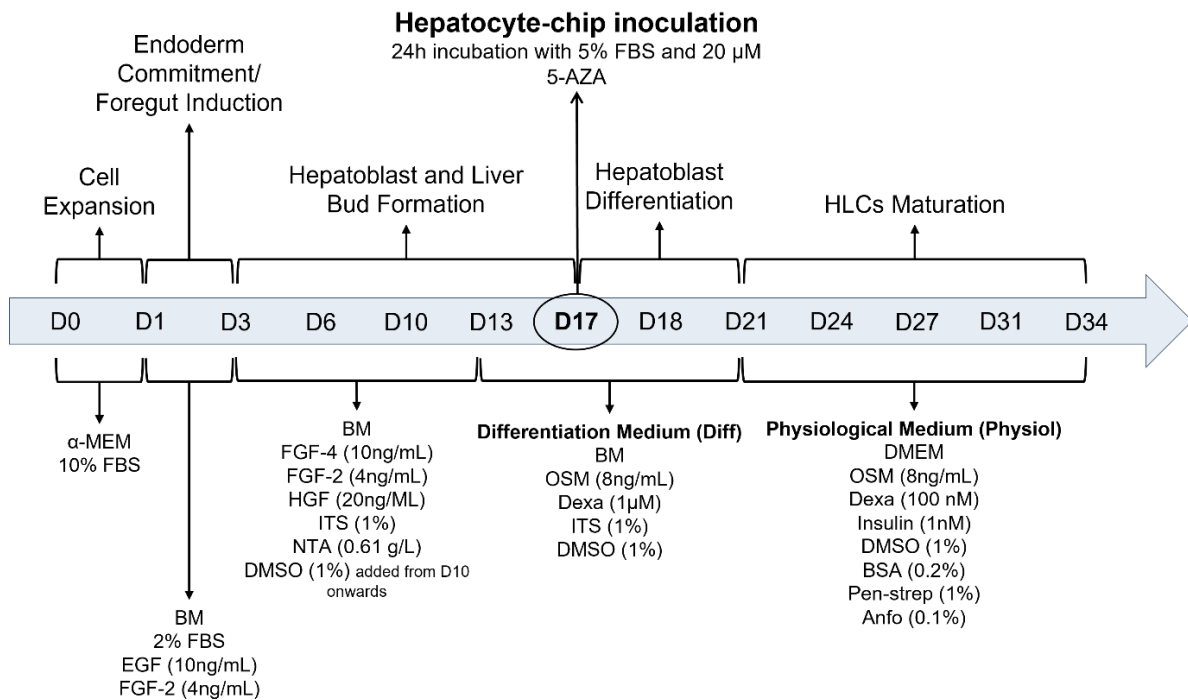 Hepatocyte-chip inoculation
24h incubation with 5% FBS and 20 µM
5-AZA
Endoderm
Commitment/
Foregut Induction
Cell
Expansion
Hepatoblast and Liver
Bud Formation
Hepatoblast
Differentiation
HLCs Maturation
D0 D1 D3 D6 D10 D13 D17 D18 D21 D24 D27 D31 D34
α-MEM
10% FBS
BM
2% FBS
EGF (10ng/mL)
FGF-2 (4ng/mL)
BM
FGF-4 (10ng/mL)
FGF-2 (4ng/mL)
HGF (20ng/ML)
ITS (1%)
NTA (0.61 g/L)
DMSO (1%) added from D10
onwards
Differentiation Medium (Diff)
BM
OSM (8ng/mL)
Dexa (1µM)
ITS (1%)
DMSO (1%)
Physiological Medium (Physiol)
DMEM
OSM (8ng/mL)
Dexa (100 nM)
Insulin (1nM)
DMSO (1%)
BSA (0.2%)
Pen-strep (1%)
Anfo (0.1%)